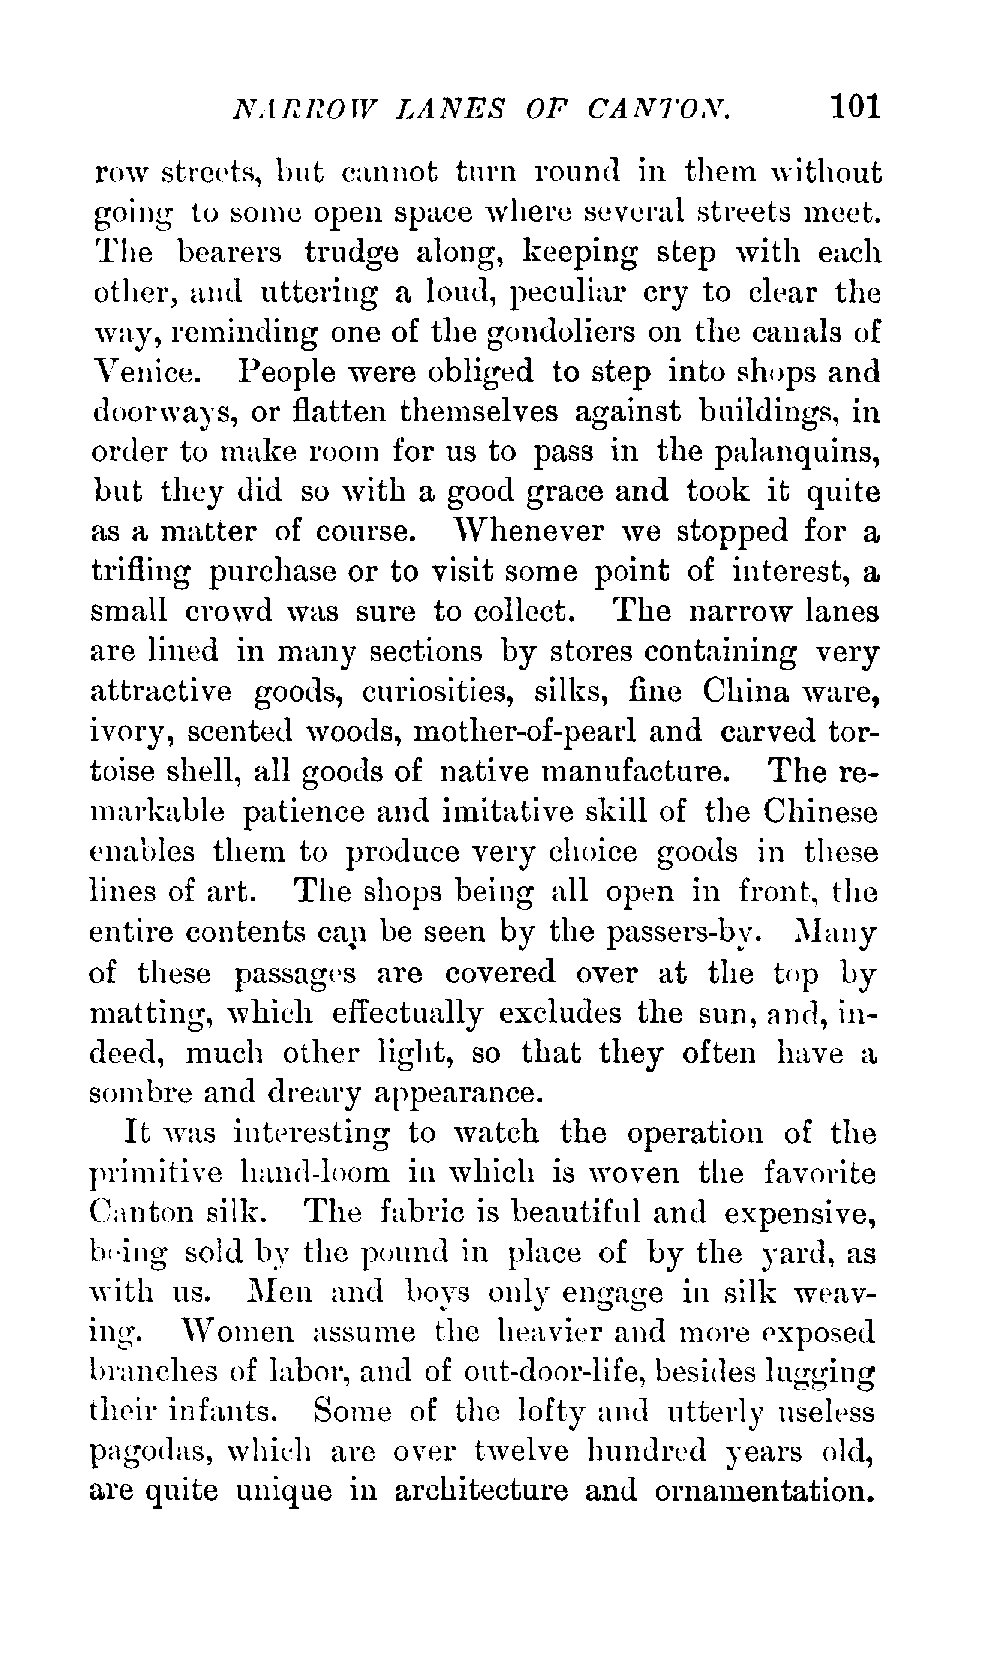 NARROW LANES OF CANTON. 101
row streets, but cannot turn round in them without
going to some open space where several streets meet.
The bearers trudge along, keeping step with each
other, and uttering a loud, peculiar cry to clear the
way, reminding one of the gondoliers on the canals of
Venice. People were obliged to step into shops and
doorways, or flatten themselves against buildings, in
order to make room for us to pass in the palanquins,
but they did so with a good grace and took it quite
as a matter of course. Whenever we stopped for a
trifling purchase or to visit some point of interest, a
small crowd was sure to collect. The narrow lanes
are lined in many sections by stores containing very
attractive goods, curiosities, silks, fine China ware,
ivory, scented woods, mother-of-pearl and carved tor-
toise shell, all goods of native manufacture. The re-
markable patience and imitative skill of the Chinese
enables them to produce very choice goods in these
lines of art. The shops being all open in front, the
entire contents can be seen by the passers-by. Many
of these passages are covered over at the top by
matting, which effectually excludes the sun, and, in-
deed, much other light, so that they often have a
sombre and dreary appearance.
It was interesting to watch the operation of the
primitive hand-loom in which is woven the favorite
Canton silk. The fabric is beautiful and expensive,
being sold by the pound in place of by the yard, as
with us. Men and boys only engage in silk weav-
ing. Women assume the heavier and more exposed
branches of labor, and of out-door-life, besides lugging
their infants. Some of the lofty and utterly useless
pagodas, which are over twelve hundred years old,
are quite unique in architecture and ornamentation.